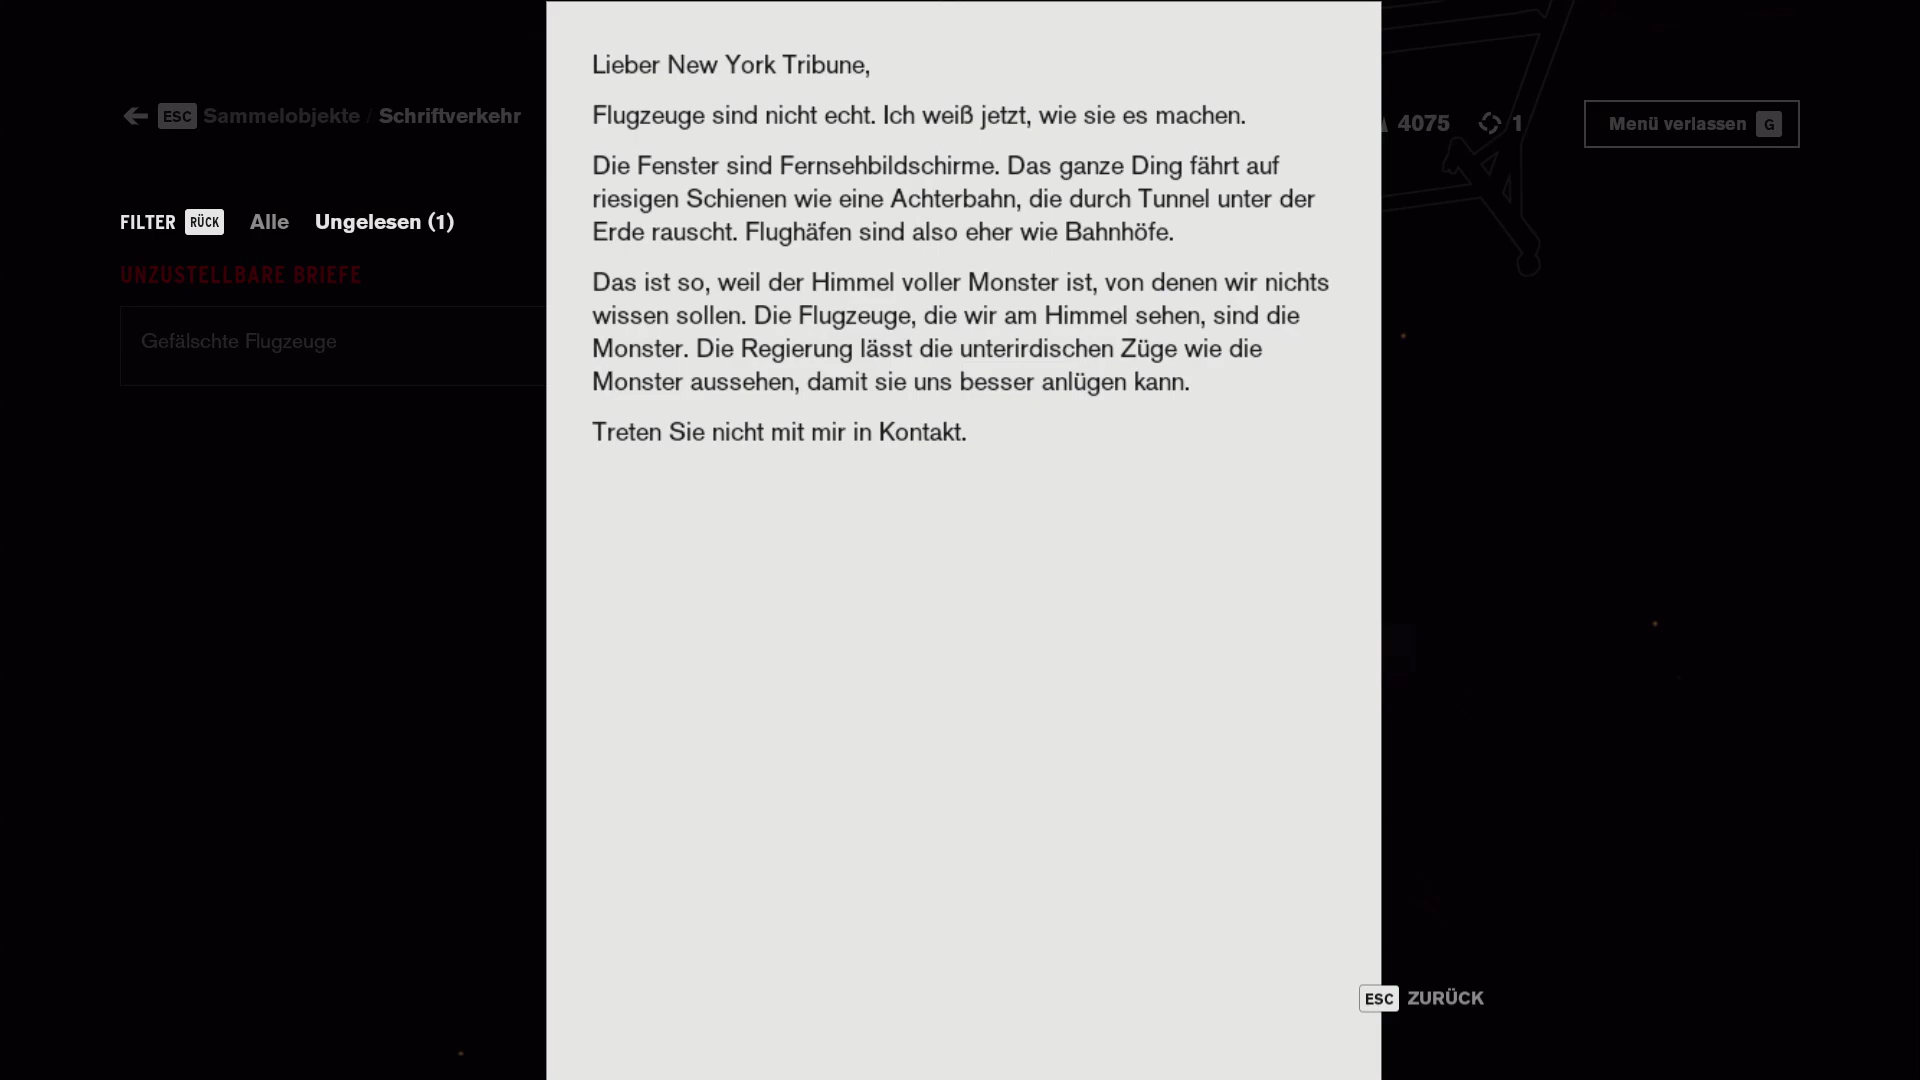 Lieber New York Tribune,
Flugzeuge sind nicht echt. Ich weiß jetzt, wie sie es machen.
Die Fenster sind Fernsehbildschirme. Das ganze Ding fährt auf
riesigen Schienen wie eine Achterbahn, die durch Tunnel unter der
Erde rauscht. Flughäfen sind also eher wie Bahnhöfe.
Das ist so, weil der Himmel voller Monster ist, von denen wir nichts
wissen sollen. Die Flugzeuge, die wir am Himmel sehen, sind die
Monster. Die Regierung lässt die unterirdischen Züge wie die
Monster aussehen, damit sie uns besser anlügen kann.
Treten Sie nicht mit mir in Kontakt.
ESC Sammelobjekte / Schriftverkehr
4075 1
Menü verlassen G
FILTER RÜCK Alle Ungelesen (1)
UNZUSTELLBARE BRIEFE
Gefälschte Flugzeuge
ESC ZURÜCK